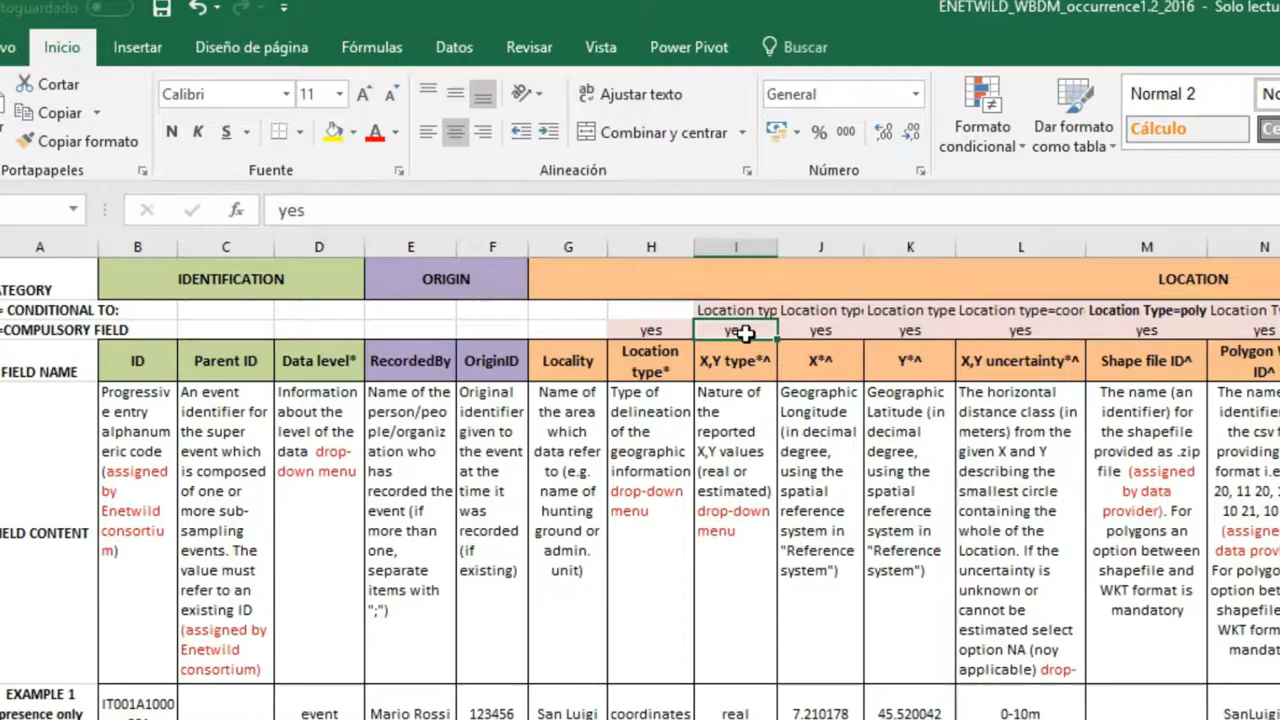 toguardado
ENETWILD_WBDM_occurrence1.2_2016 - Solo lectu
vo Inicio Insertar Diseño de página Fórmulas Datos Revisar Vista Power Pivot Buscar
Cortar
Copiar
Copiar formato
Portapapeles
Calibri 11
N K S
Fuente
Ajustar texto
Combinar y centrar
Alineación
General
% 000
Número
Formato
condicional
Dar formato
como tabla
Normal 2
No
Cálculo
fx yes
A B C D E F G H I J K L M N
ATEGORY IDENTIFICATION ORIGIN LOCATION
= CONDITIONAL TO: Location typ Location typ Location type Location type=coor Location Type=poly Location T
=COMPULSORY FIELD yes yes yes yes yes yes yes
FIELD NAME
ID
Parent ID
Data level*
RecordedBy
OriginID
Locality
Location
type*
X,Y type*^
X*^
Y*^
X,Y uncertainty*^
Shape file ID^
Polygon W
ID^
IELD CONTENT
Progressiv
e entry
alphanum
eric code
(assigned
by
Enetwild
consortiu
m)
An event
identifier for
the super
event which
is composed
of one or
more sub-
sampling
events. The
value must
refer to an
existing ID
(assigned by
Enetwild
consortium)
Information
about the
level of the
data drop-
down menu
Name of the
person/peo
ple/organiz
ation who
has
recorded the
event (if
more than
one,
separate
items with
";")
Original
identifier
given to
the event
at the
time it
was
recorded
(if
existing)
Name of
the area
which
data refer
to (e.g.
name of
hunting
ground or
admin.
unit)
Type of
delineation
of the
geographic
information
drop-down
menu
Nature of
the
reported
X,Y values
(real or
estimated)
drop-down
menu
Geographic
Longitude
(in decimal
degree,
using the
spatial
reference
system in
"Reference
system")
Geographic
Latitude (in
decimal
degree,
using the
spatial
reference
system in
"Reference
system")
The horizontal
distance class (in
meters) from the
given X and Y
describing the
smallest circle
containing the
whole of the
Location. If the
uncertainty is
unknown or
cannot be
estimated select
option NA (noy
applicable) drop-
The name (an
identifier) for
the shapefile
provided as .zip
file (assigned
by data
provider). For
polygons an
option between
shapefile and
WKT format is
mandatory
The name
identifier
the csv f
providing
format i.e
20, 11 20, 1
10 21, 10
(assigne
data prov
For polygo
option bet
shapefile
WKT form
manda
EXAMPLE 1
presence only
IT001A1000
event Mario Rossi 123456 San Luigi coordinates real 7.210178 45.520042 0-10m SanLuigi